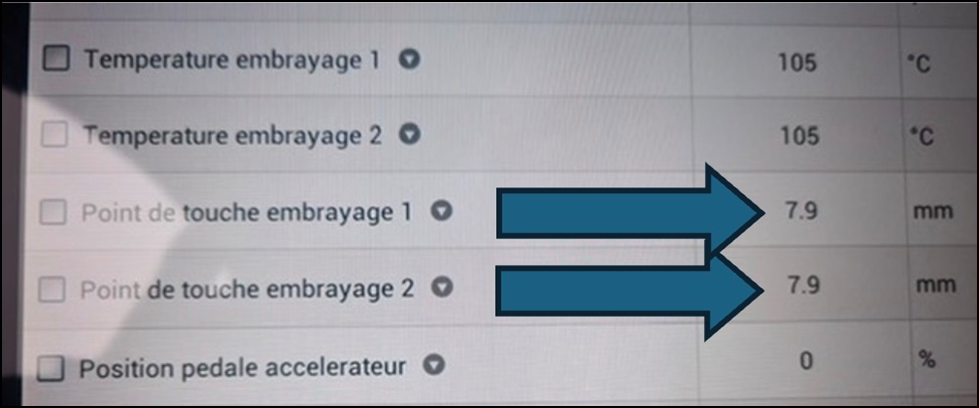 Temperature embrayage 1 105 °C
Temperature embrayage 2 105 °C
Point de touche embrayage 1 7.9 mm
Point de touche embrayage 2 7.9 mm
Position pedale accelerateur 0 %